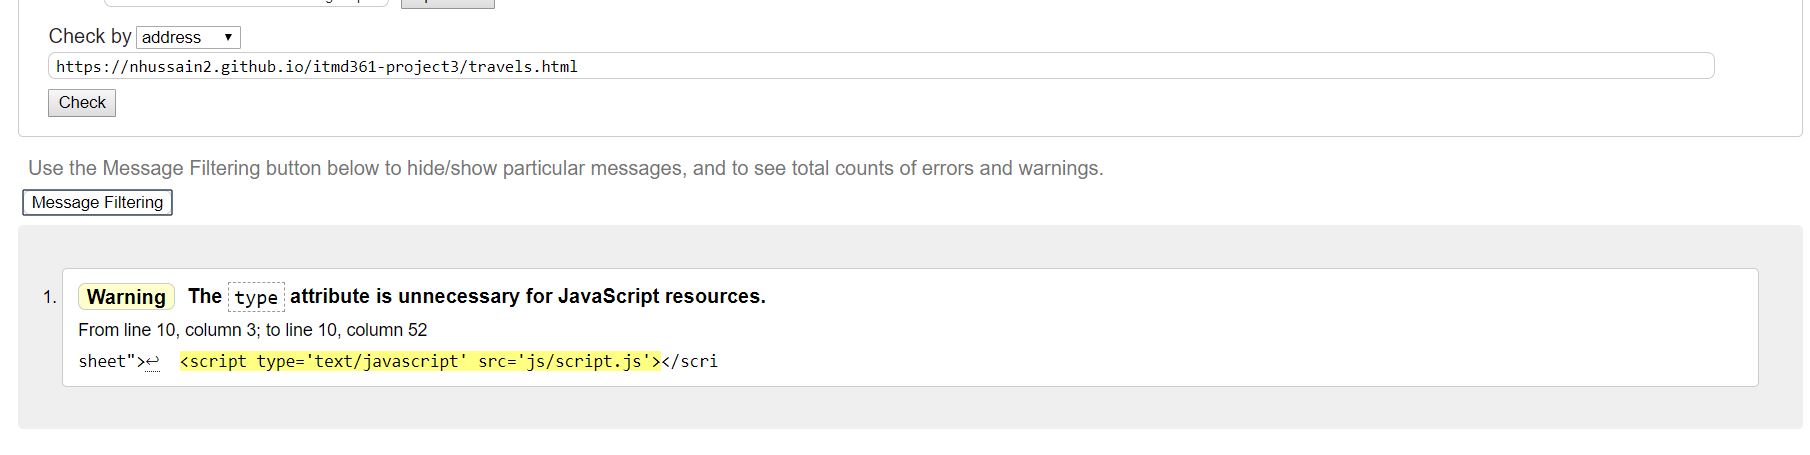 Check by address
https://nhussain2.github.io/itmd361-project3/travels.html
Check
Use the Message Filtering button below to hide/show particular messages, and to see total counts of errors and warnings.
Message Filtering
1. Warning The type attribute is unnecessary for JavaScript resources.
From line 10, column 3; to line 10, column 52
sheet">↩ <script type='text/javascript' src='js/script.js'></scri